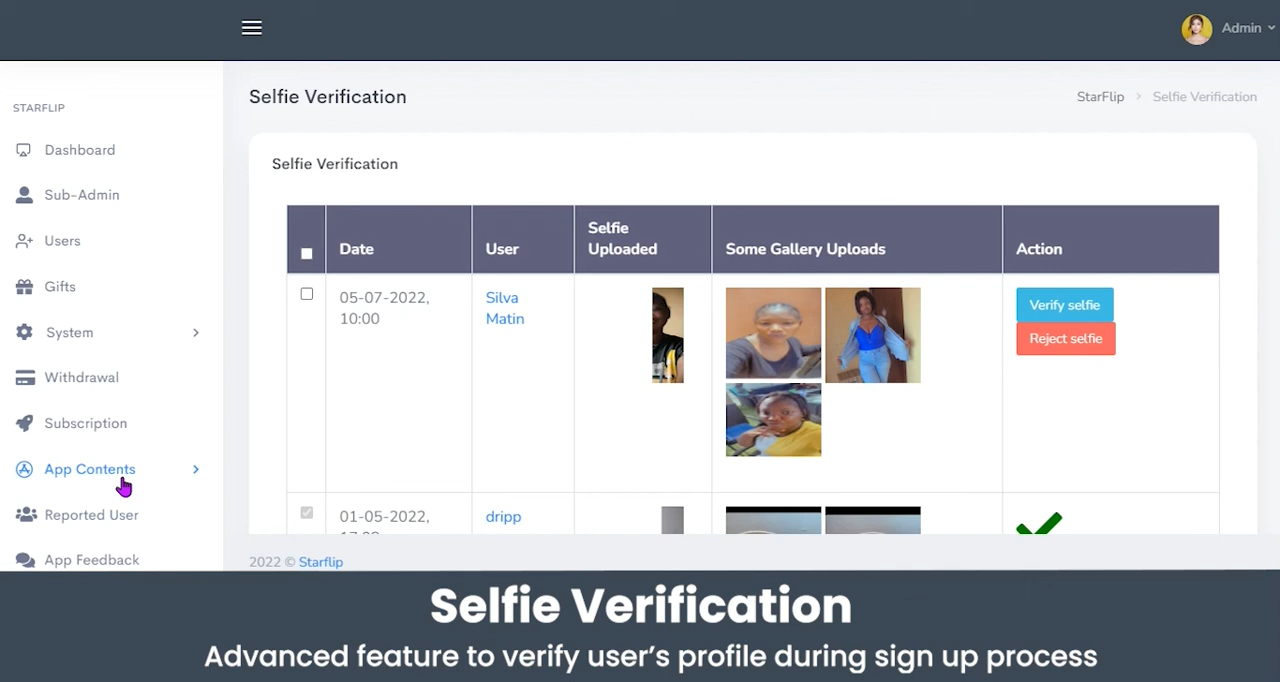 Admin
STARFLIP
Dashboard
Sub-Admin
Users
Gifts
System
Withdrawal
Subscription
App Contents
Reported User
App Feedback
Selfie Verification
StarFlip > Selfie Verification
Selfie Verification
Date
User
Selfie
Uploaded
Some Gallery Uploads
Action
05-07-2022,
10:00
Silva
Matin
Verify selfie
Reject selfie
01-05-2022,
dripp
2022 © Starflip
Selfie Verification
Advanced feature to verify user's profile during sign up process